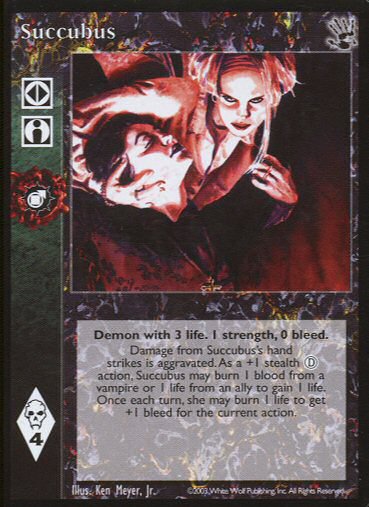 Succubus
Demon with 3 life. 1 strength, 0 bleed.
Damage from Succubus's hand
strikes is aggravated. As a +1 stealth Ⓓ
action, Succubus may burn 1 blood from a
vampire or 1 life from an ally to gain 1 life.
Once each turn, she may burn 1 life to get
+1 bleed for the current action.
4
Illus: Ken Meyer, Jr.
©2003 White Wolf Publishing, Inc. All Rights Reserved.